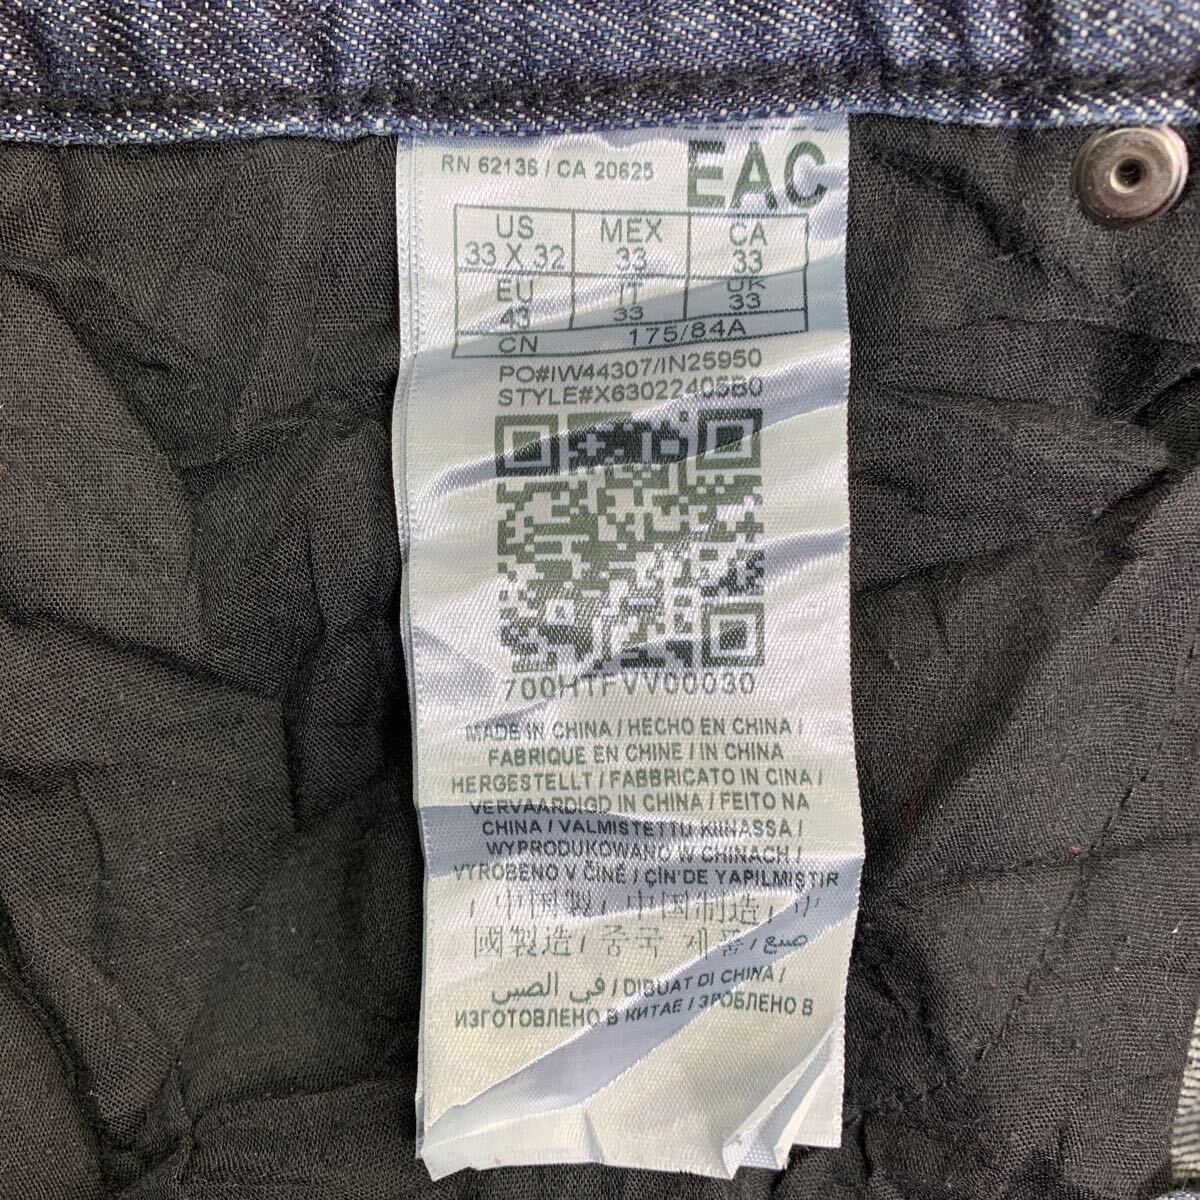 RN 62136 / CA 20625
EAC
US MEX CA
33 X 32 33 33
EU IT UK
43 33 33
CN 175/84A
PO#IW44307/IN25950
STYLE#X63022405B0
700HTFVV00030
MADE IN CHINA / HECHO EN CHINA /
FABRIQUE EN CHINE / IN CHINA
HERGESTELLT / FABBRICATO IN CINA /
VERVAARDIGD IN CHINA / FEITO NA
CHINA / VALMISTETTU KIINASSA /
WYPRODUKOWANO W CHINACH /
VYROBENO V ČÍNĚ / ÇİN'DE YAPILMIŞTIR
/ 中国製 / 中国制造 / 中
國製造 / 중국 제품 / صنع
في الصين / DIBUAT DI CHINA /
ИЗГОТОВЛЕНО В КИТАЕ / ЗРОБЛЕНО В